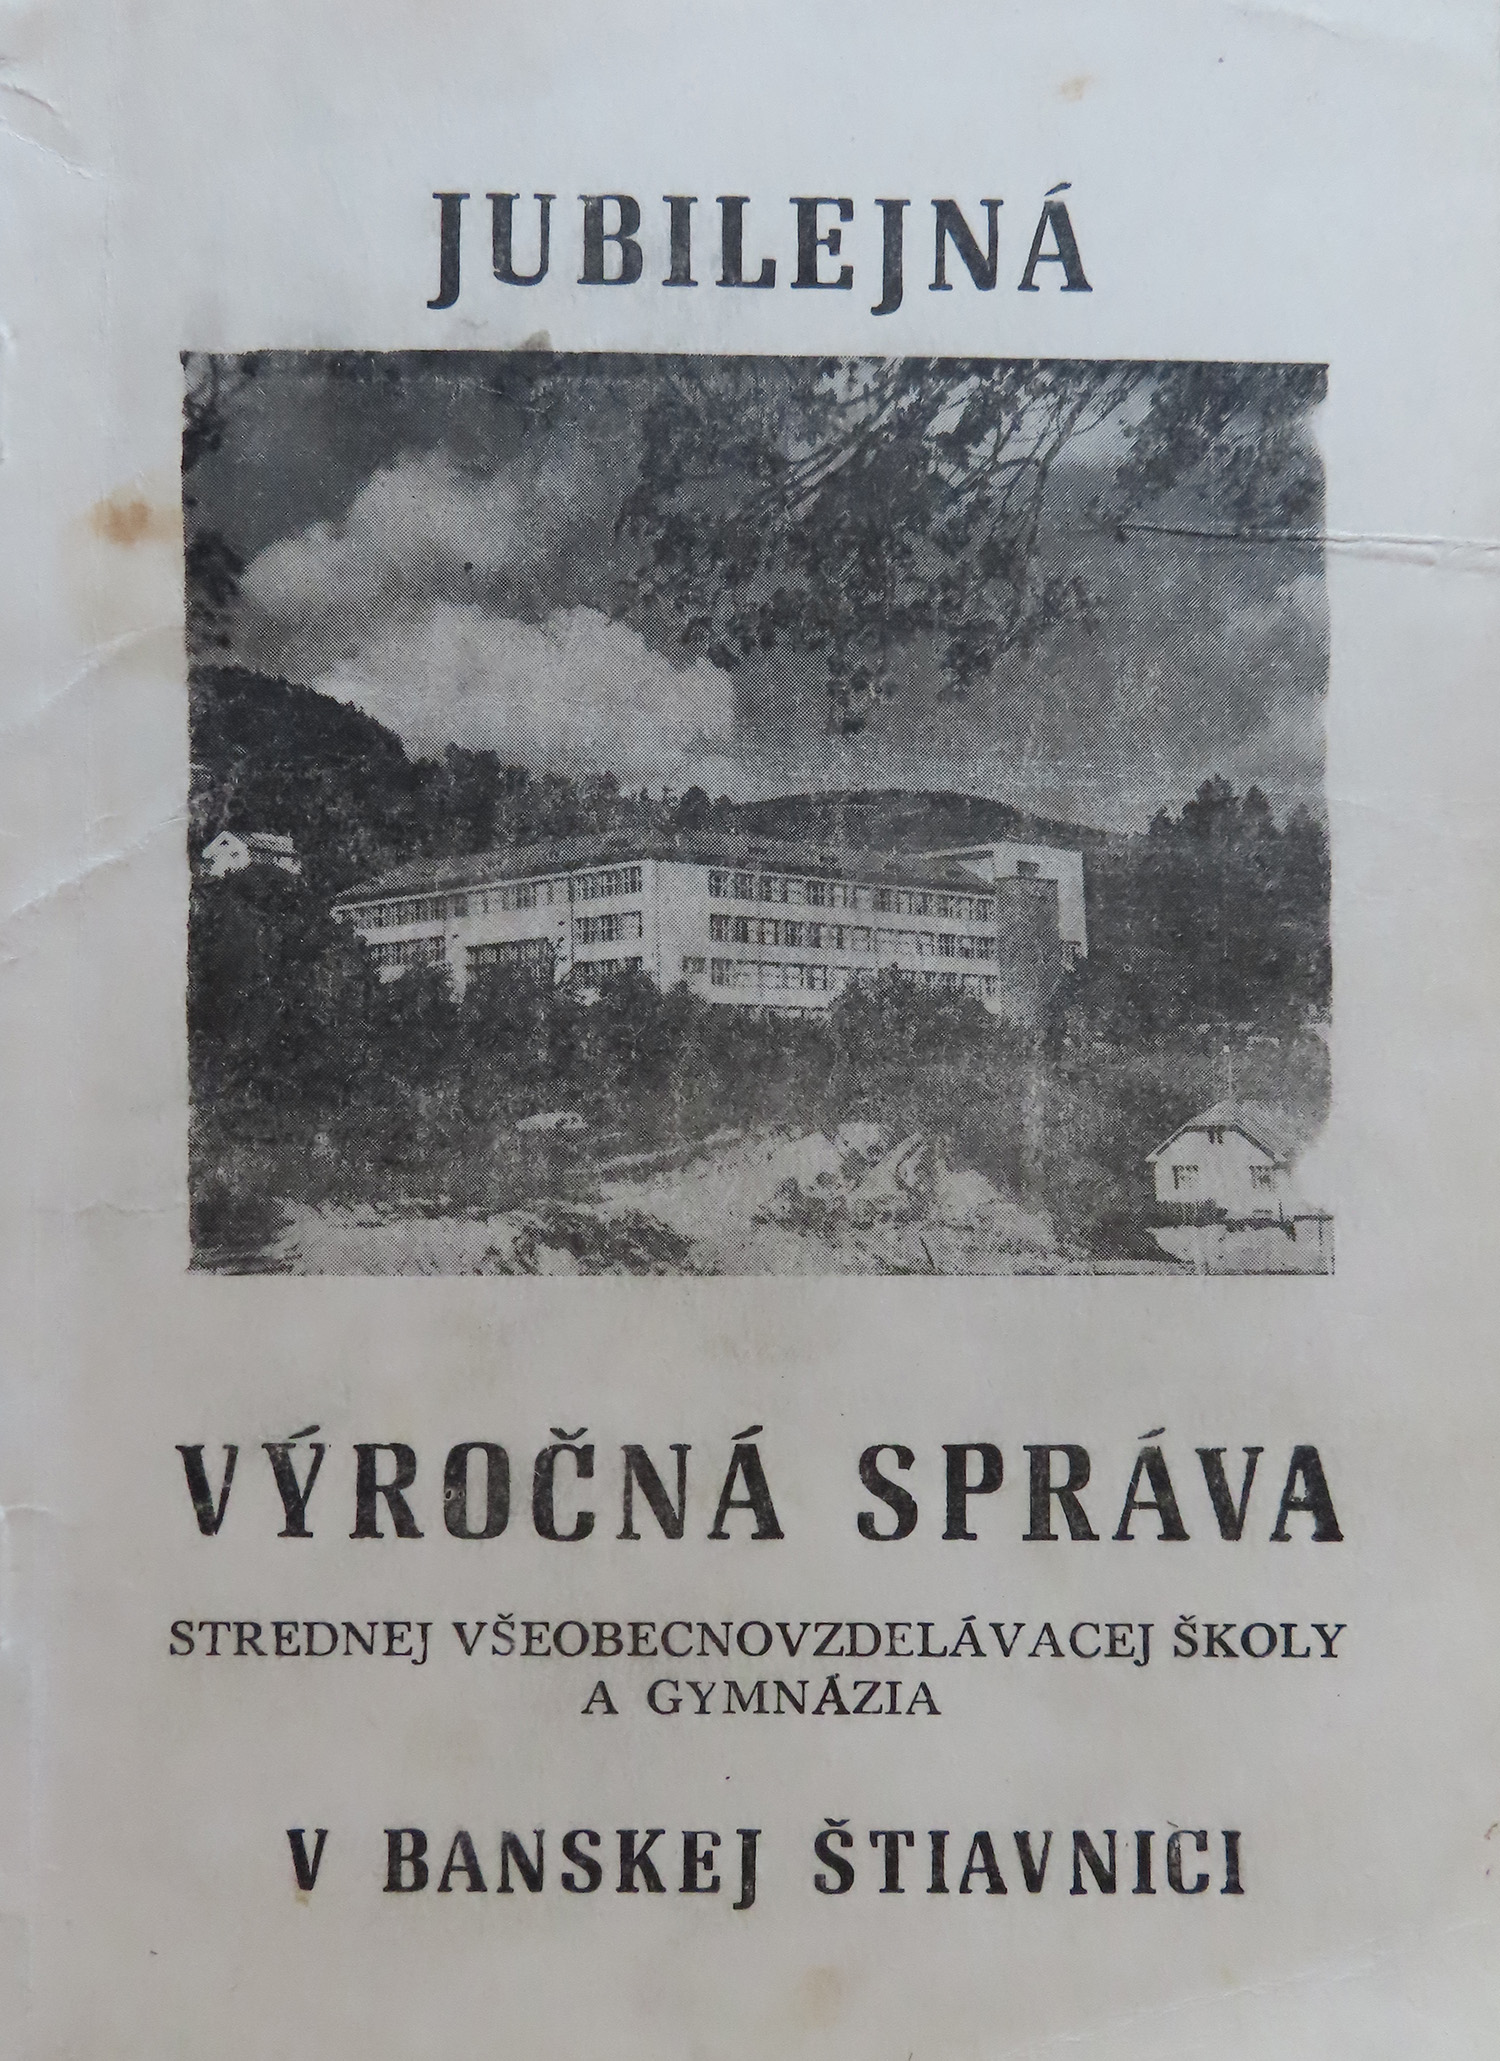 JUBILEJNÁ
VÝROČNÁ SPRÁVA
STREDNEJ VŠEOBECNOVZDELÁVACEJ ŠKOLY
A GYMNÁZIA
V BANSKEJ ŠTIAVNICI